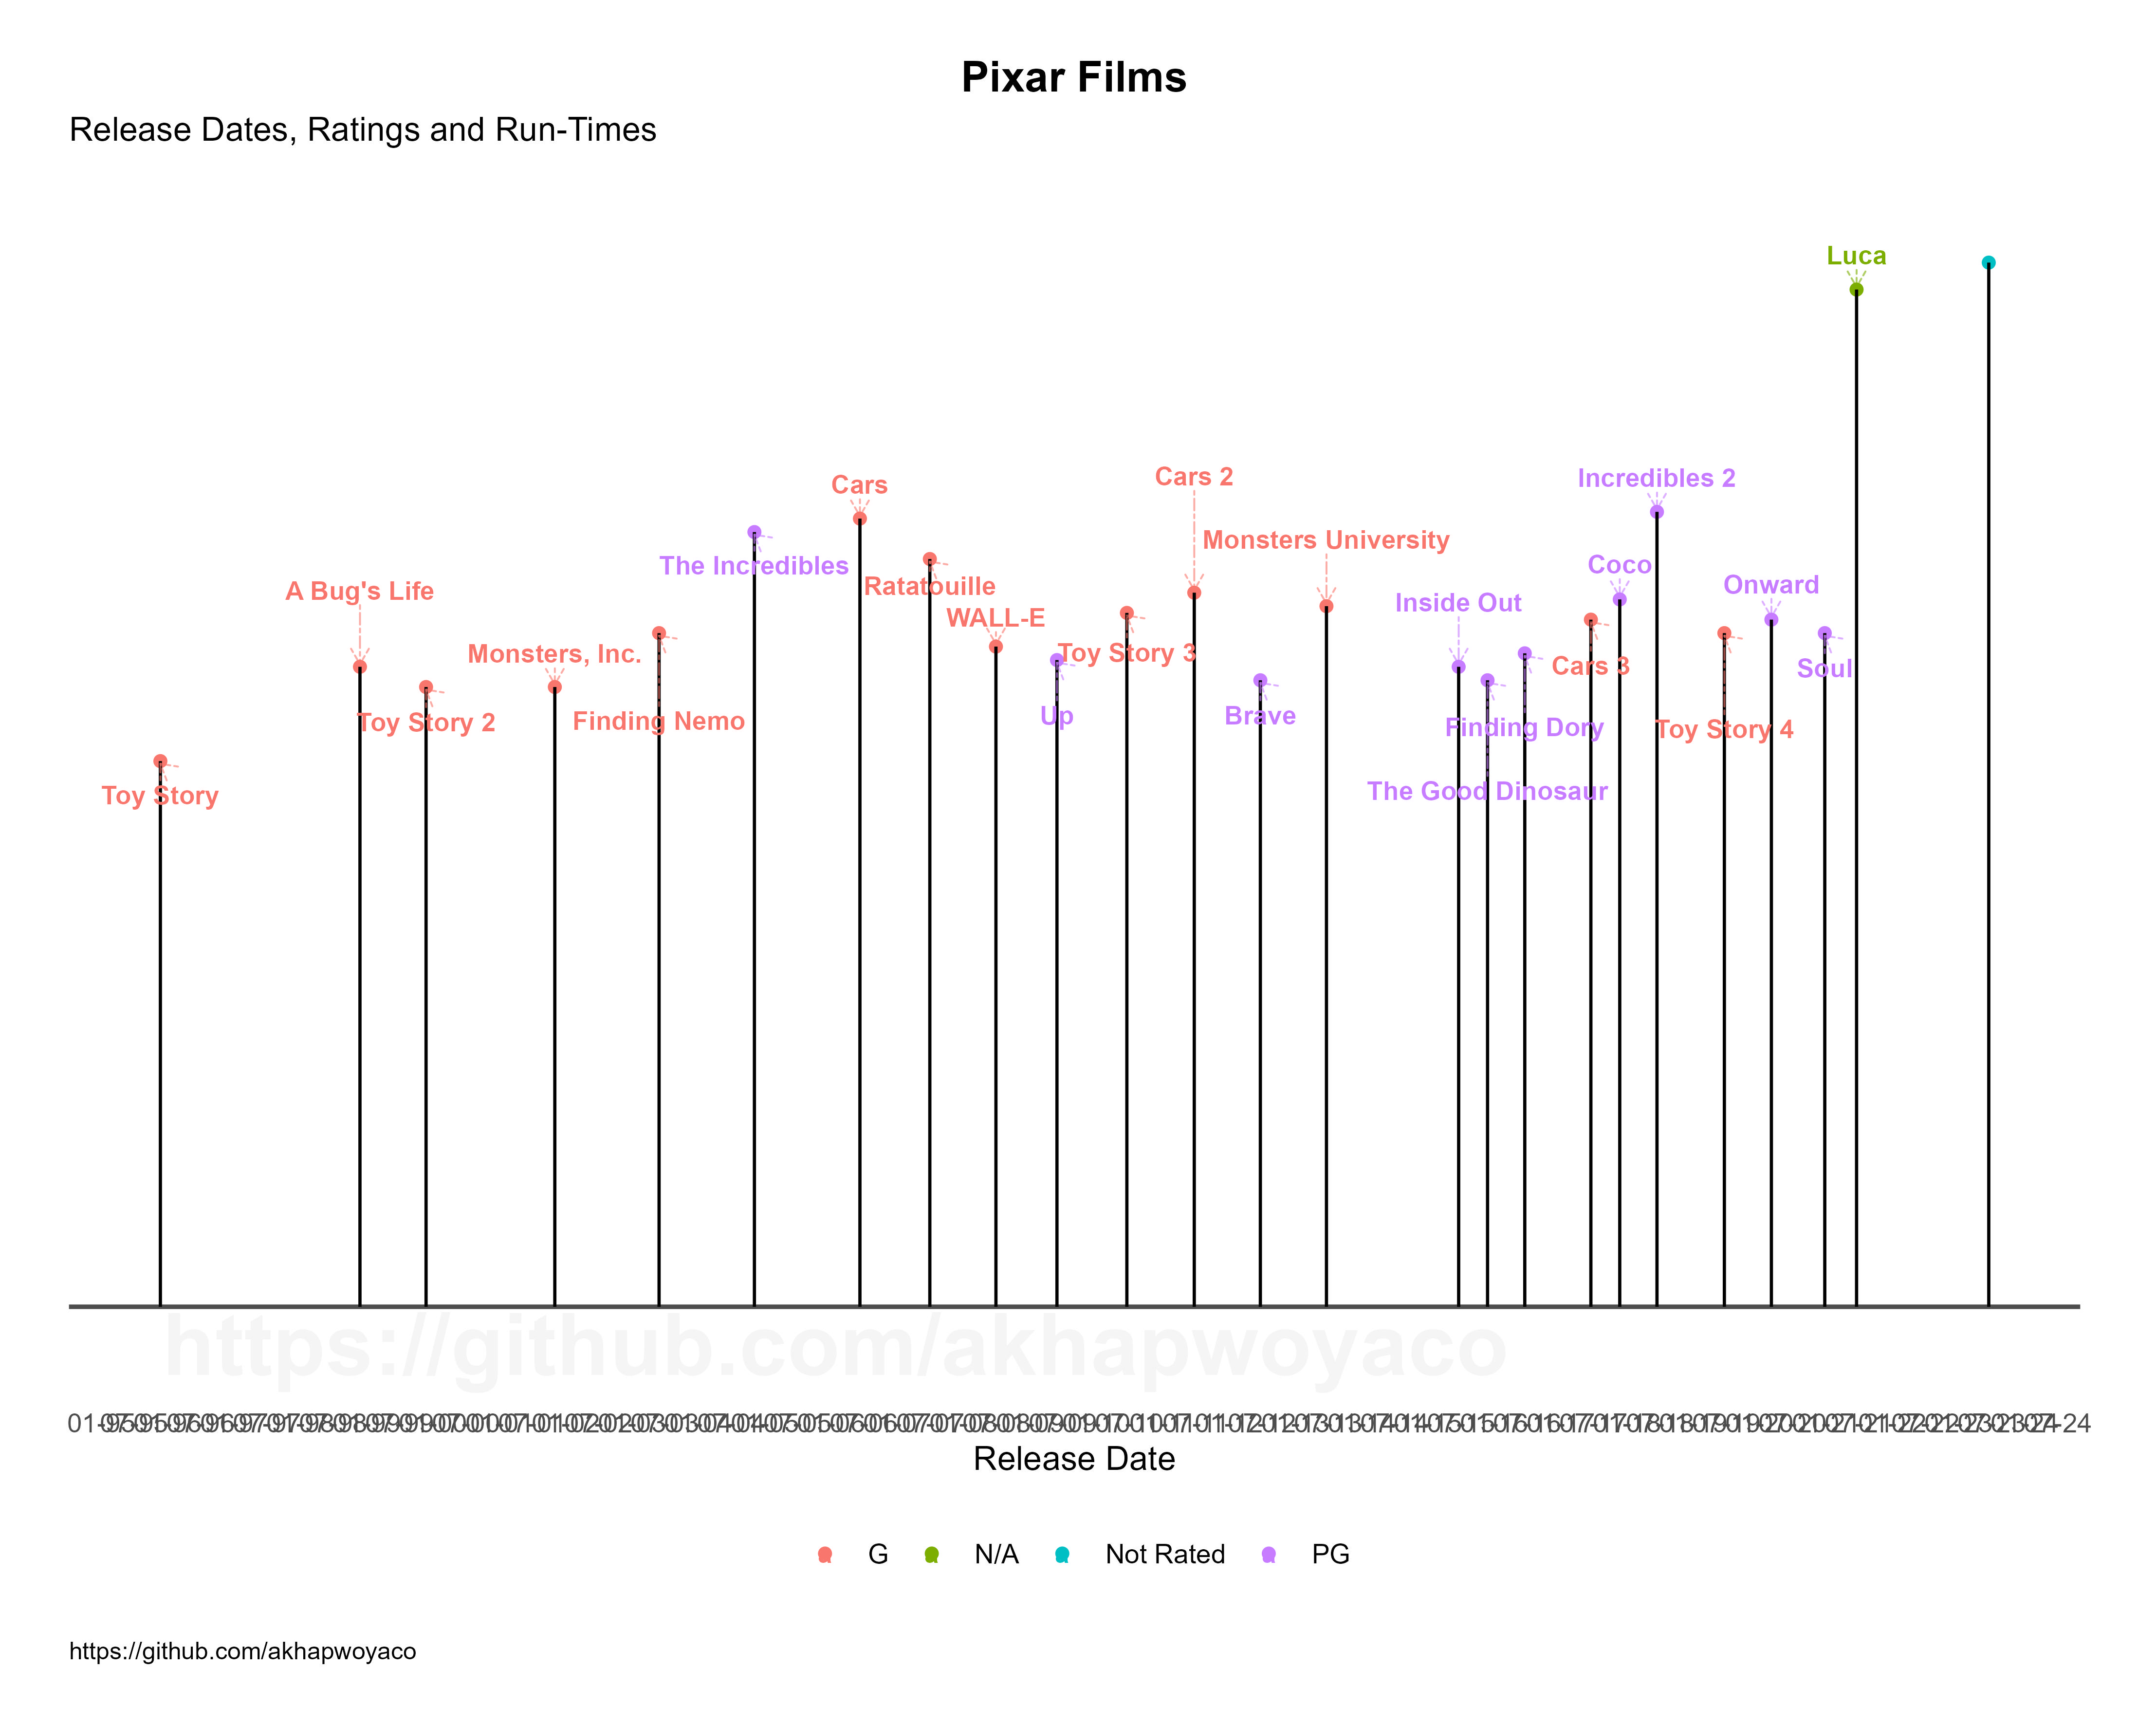 Pixar Films
Release Dates, Ratings and Run-Times
Luca
Cars
Cars 2
Incredibles 2
Monsters University
The Incredibles
Coco
Ratatouille
A Bug's Life
Onward
Inside Out
WALL-E
Monsters, Inc.
Toy Story 3
Cars 3
Soul
Up
Brave
Finding Nemo
Toy Story 2
Finding Dory
Toy Story 4
The Good Dinosaur
Toy Story
https://github.com/akhapwoyaco
Release Date
G N/A Not Rated PG
https://github.com/akhapwoyaco